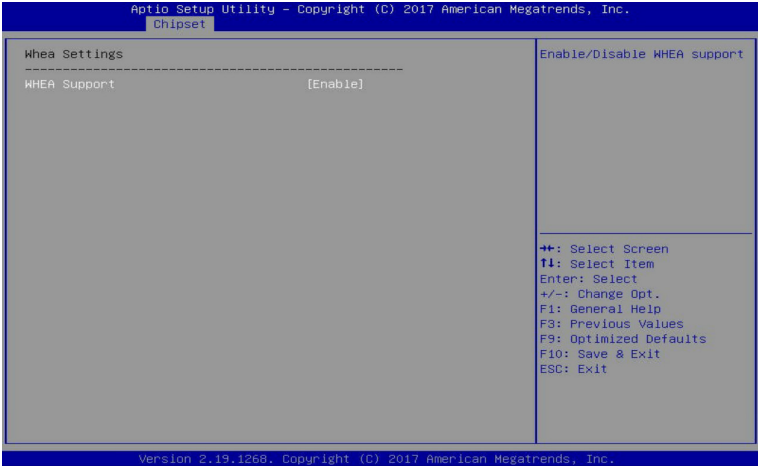 Aptio Setup Utility – Copyright (C) 2017 American Megatrends, Inc.
Chipset
Whea Settings
--------------------------------------------------
WHEA Support [Enable]
Enable/Disable WHEA support
→←: Select Screen
↑↓: Select Item
Enter: Select
+/-: Change Opt.
F1: General Help
F3: Previous Values
F9: Optimized Defaults
F10: Save & Exit
ESC: Exit
Version 2.19.1268. Copyright (C) 2017 American Megatrends, Inc.